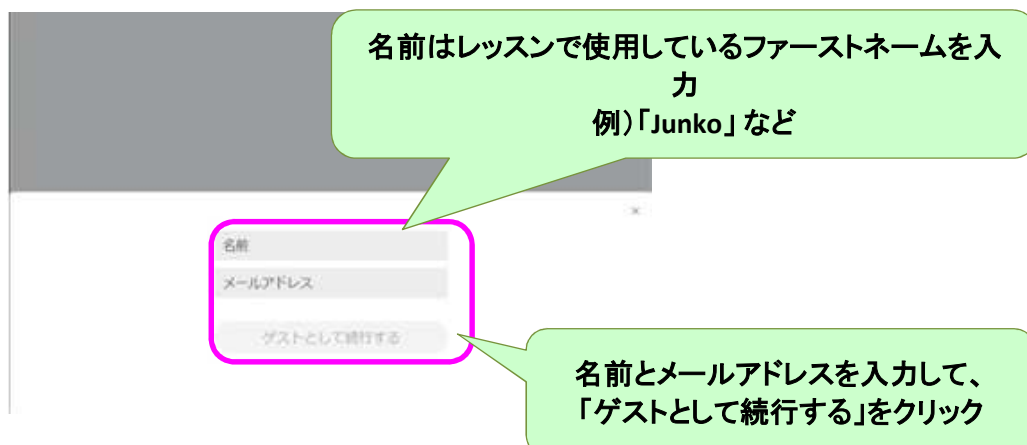 名前はレッスンで使用しているファーストネームを入
力
例)「Junko」など
×
名前
メールアドレス
ゲストとして続行する
名前とメールアドレスを入力して、
「ゲストとして続行する」をクリック